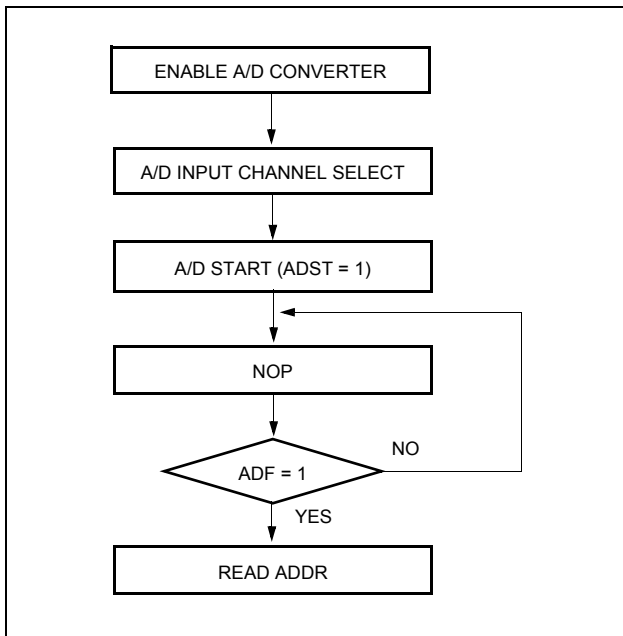 ENABLE A/D CONVERTER
A/D INPUT CHANNEL SELECT
A/D START (ADST = 1)
NOP
ADF = 1
NO
YES
READ ADDR